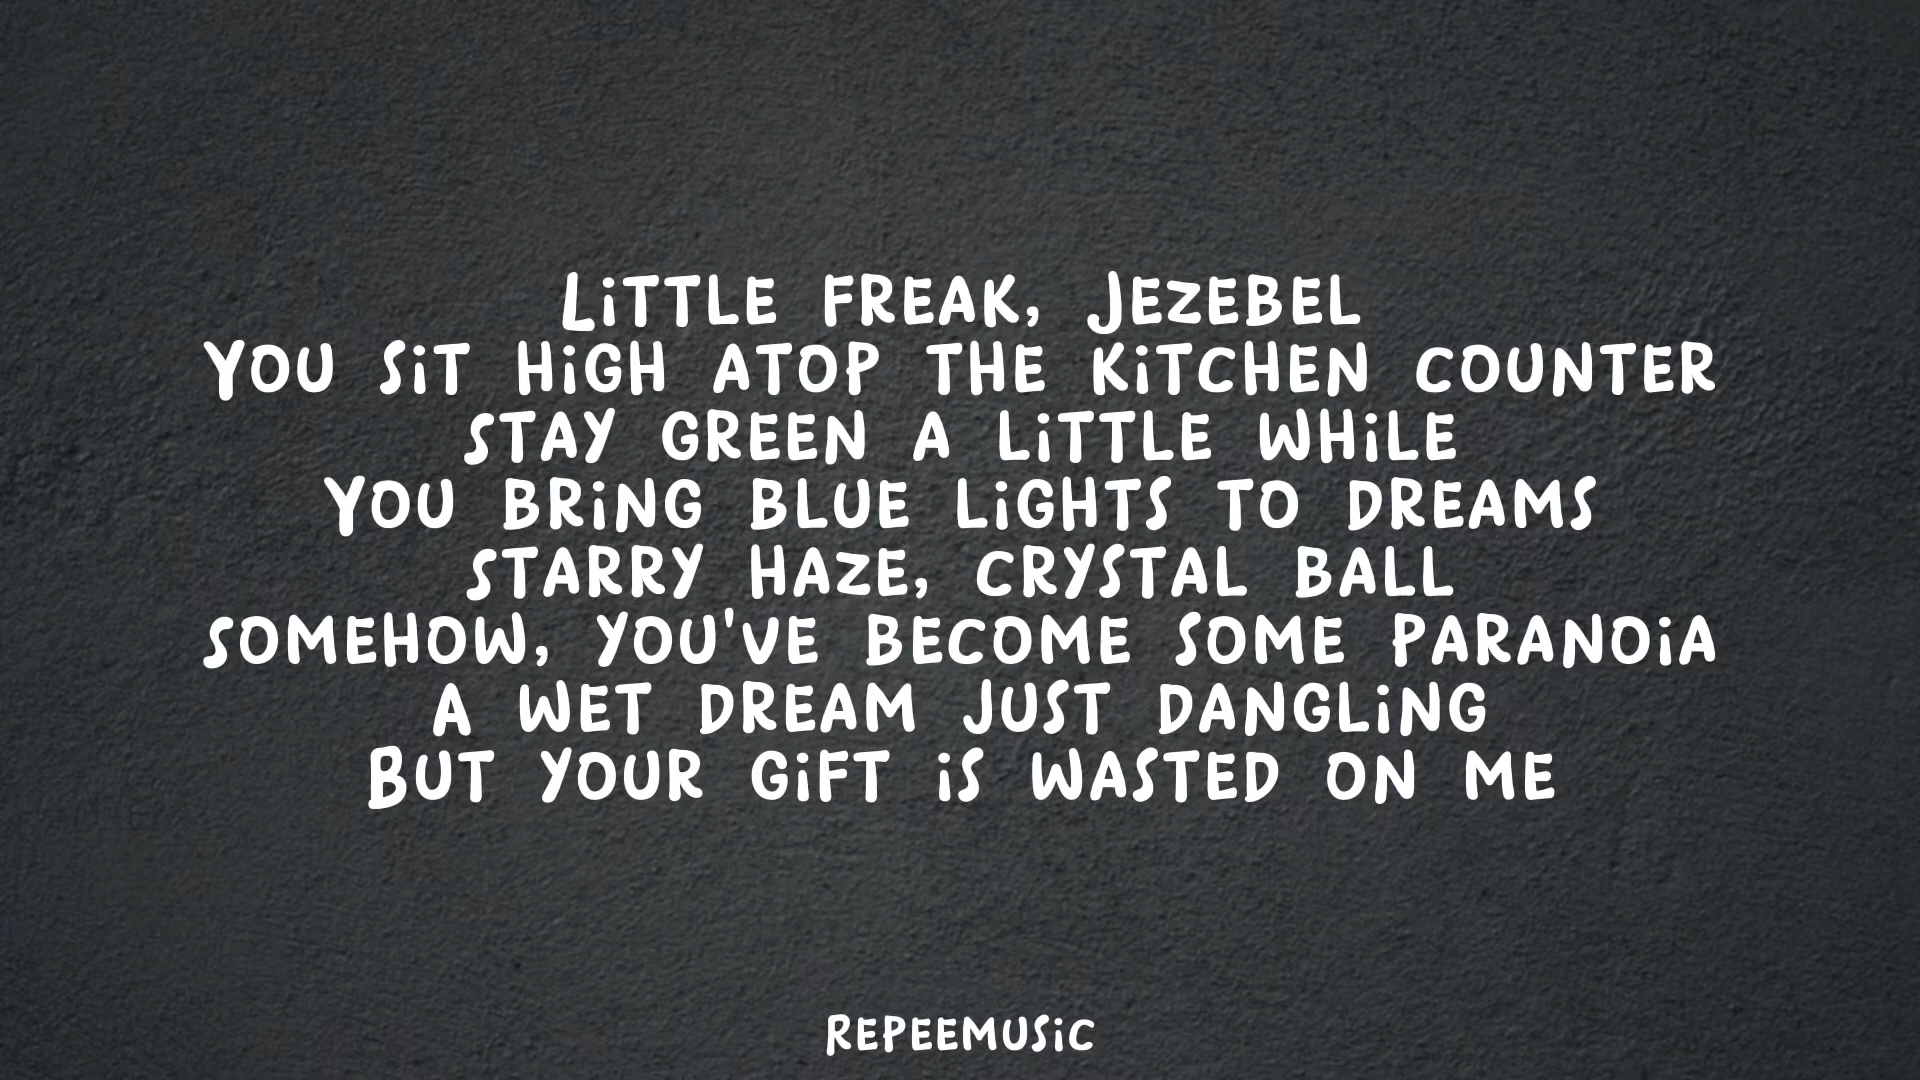 Little freak, Jezebel
You sit high atop the kitchen counter
Stay green a little while
You bring blue lights to dreams
Starry haze, crystal ball
Somehow, you've become some paranoia
A wet dream just dangling
But your gift is wasted on me
RepeeMusic